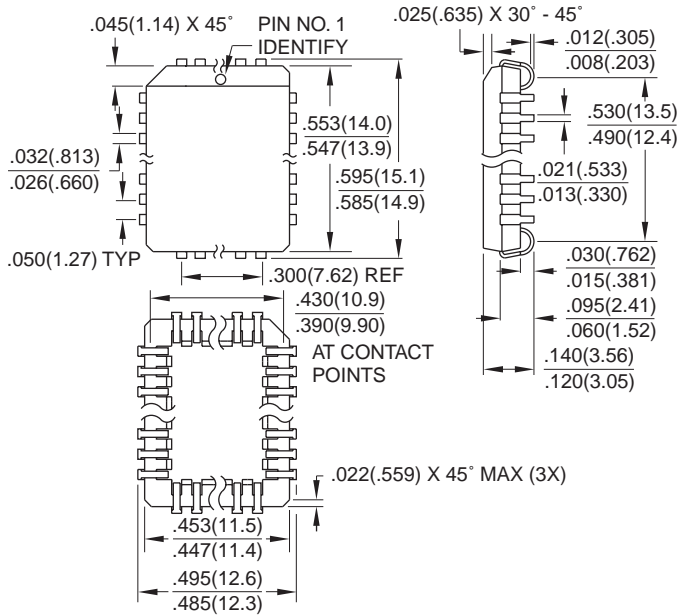 .045(1.14) X 45˚
PIN NO. 1
IDENTIFY
.025(.635) X 30˚ - 45˚
.012(.305)
.008(.203)
.553(14.0)
.547(13.9)
.595(15.1)
.585(14.9)
.032(.813)
.026(.660)
.050(1.27) TYP
.300(7.62) REF
.430(10.9)
.390(9.90)
AT CONTACT
POINTS
.530(13.5)
.490(12.4)
.021(.533)
.013(.330)
.030(.762)
.015(.381)
.095(2.41)
.060(1.52)
.140(3.56)
.120(3.05)
.022(.559) X 45˚ MAX (3X)
.453(11.5)
.447(11.4)
.495(12.6)
.485(12.3)